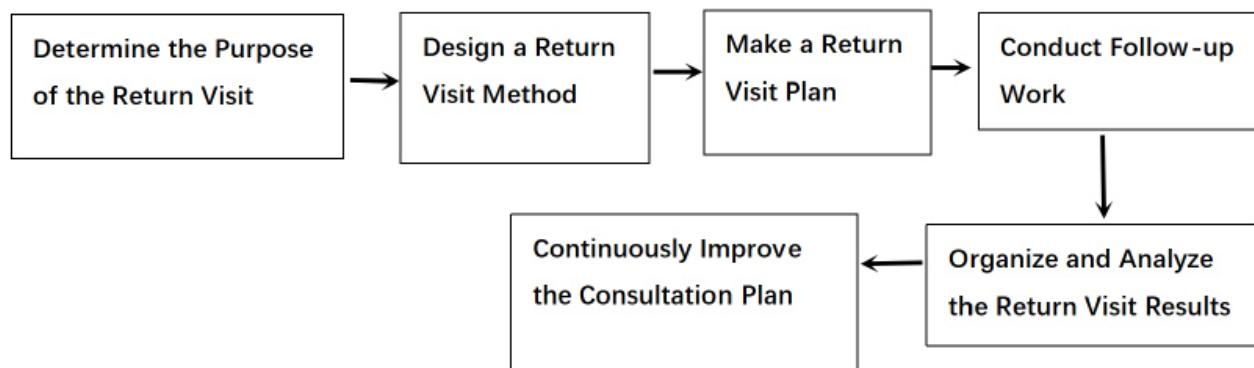 Determine the Purpose
of the Return Visit
Design a Return
Visit Method
Make a Return
Visit Plan
Conduct Follow-up
Work
Organize and Analyze
the Return Visit Results
Continuously Improve
the Consultation Plan